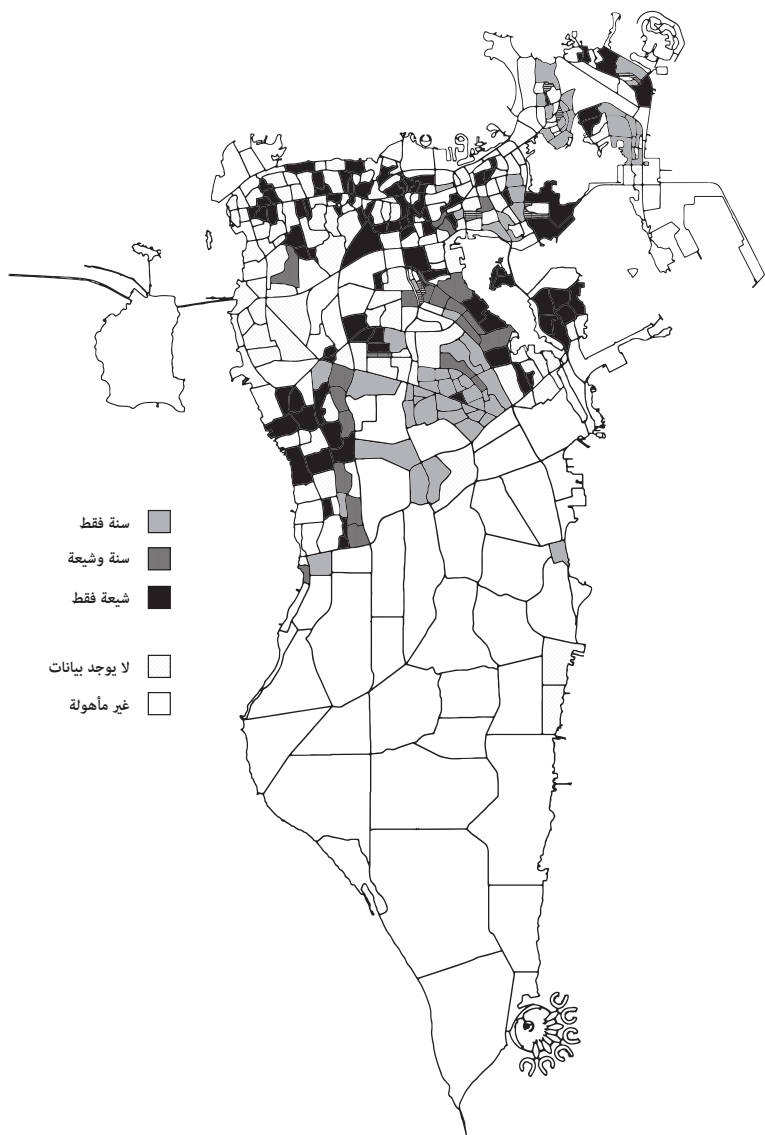 سنة فقط
سنة وشيعة
شيعة فقط
لا يوجد بيانات
غير مأهولة